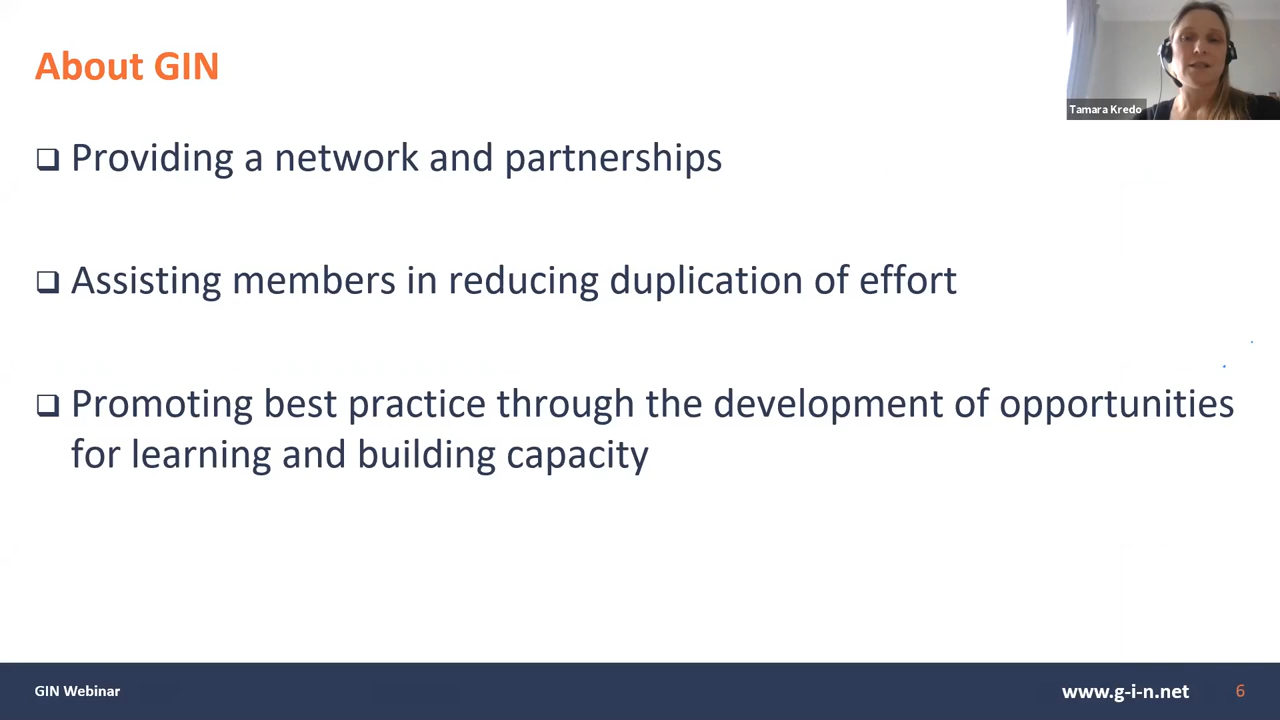 About GIN
Tamara Kredo
❑ Providing a network and partnerships
❑ Assisting members in reducing duplication of effort
❑ Promoting best practice through the development of opportunities
for learning and building capacity
GIN Webinar
www.g-i-n.net
6